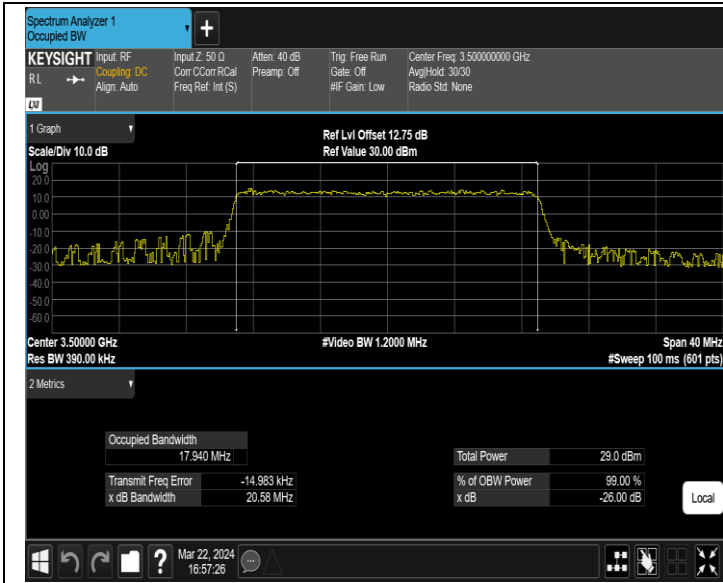 Spectrum Analyzer 1
Occupied BW
+
KEYSIGHT
RL
LXI
Input: RF
Coupling: DC
Align: Auto
Input Z: 50 Ω
Corr CCorr RCal
Freq Ref: Int (S)
Atten: 40 dB
Preamp: Off
Trig: Free Run
Gate: Off
#IF Gain: Low
Center Freq: 3.500000000 GHz
Avg|Hold: 30/30
Radio Std: None
1 Graph
Scale/Div 10.0 dB
Ref Lvl Offset 12.75 dB
Ref Value 30.00 dBm
Log
20.0
10.0
0.00
-10.0
-20.0
-30.0
-40.0
-50.0
-60.0
Center 3.50000 GHz
#Video BW 1.2000 MHz
Span 40 MHz
Res BW 390.00 kHz
#Sweep 100 ms (601 pts)
2 Metrics
Occupied Bandwidth
17.940 MHz
Total Power 29.0 dBm
Transmit Freq Error -14.983 kHz
% of OBW Power 99.00 %
x dB Bandwidth 20.58 MHz
x dB -26.00 dB
Local
?
Mar 22, 2024
16:57:26